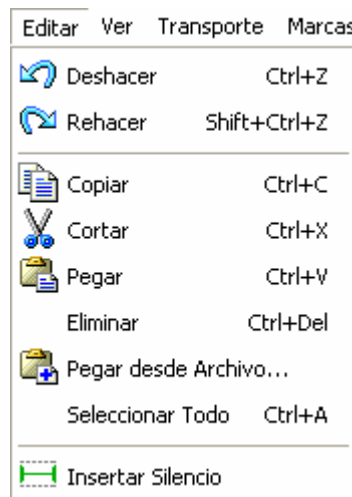 Editar Ver Transporte Marcas
Deshacer Ctrl+Z
Rehacer Shift+Ctrl+Z
Copiar Ctrl+C
Cortar Ctrl+X
Pegar Ctrl+V
Eliminar Ctrl+Del
Pegar desde Archivo...
Seleccionar Todo Ctrl+A
Insertar Silencio